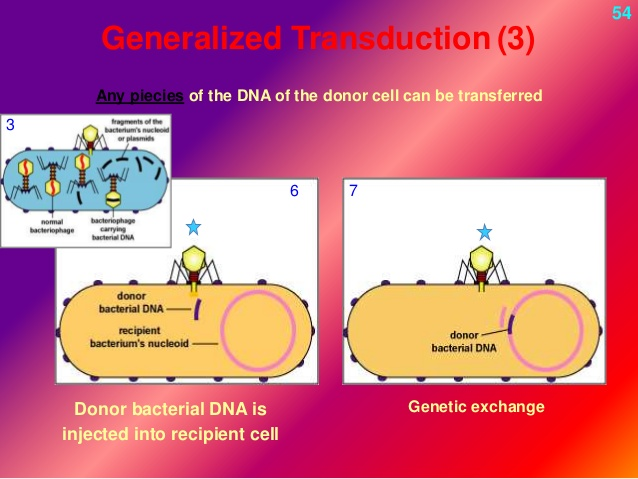 54
Generalized Transduction (3)
Any piecies of the DNA of the donor cell can be transferred
3
fragments of the
bacterium's nucleoid
or plasmids
normal
bacteriophage
bacteriophage
carrying
bacterial DNA
6
donor
bacterial DNA
recipient
bacterium's nucleoid
7
donor
bacterial DNA
Donor bacterial DNA is
injected into recipient cell
Genetic exchange